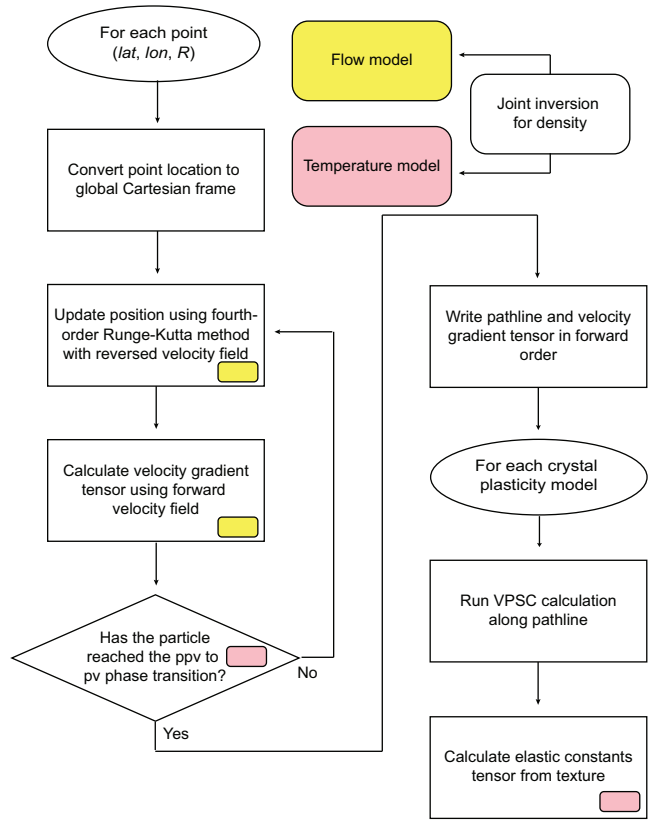 For each point
(lat, lon, R)
Convert point location to
global Cartesian frame
Update position using fourth-
order Runge-Kutta method
with reversed velocity field
Calculate velocity gradient
tensor using forward
velocity field
Has the particle
reached the ppv to
pv phase transition?
No
Yes
Flow model
Joint inversion
for density
Temperature model
Write pathline and velocity
gradient tensor in forward
order
For each crystal
plasticity model
Run VPSC calculation
along pathline
Calculate elastic constants
tensor from texture